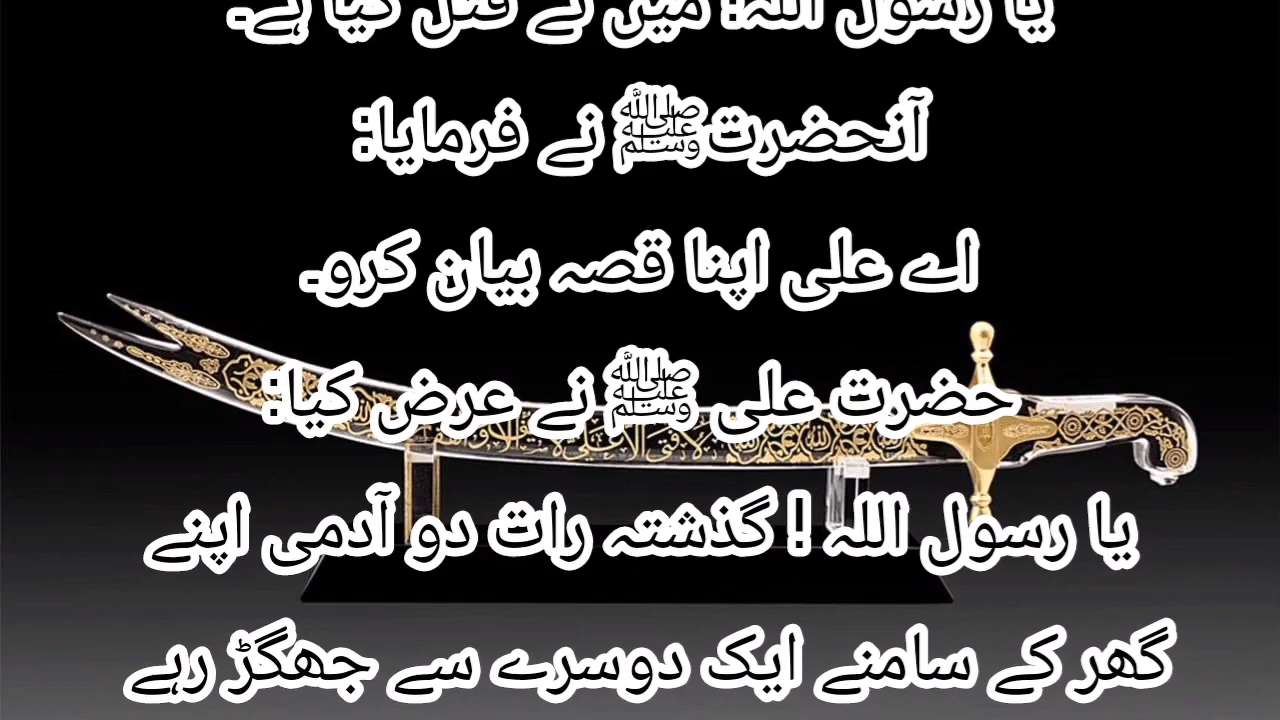 یا رسول اللہ! میں نے قتل کیا ہے۔
آنحضرتﷺ نے فرمایا:
اے علی اپنا قصہ بیان کرو۔
حضرت علی ﷺ نے عرض کیا:
یا رسول اللہ ! گذشتہ رات دو آدمی اپنے
گھر کے سامنے ایک دوسرے سے جھگڑ رہے